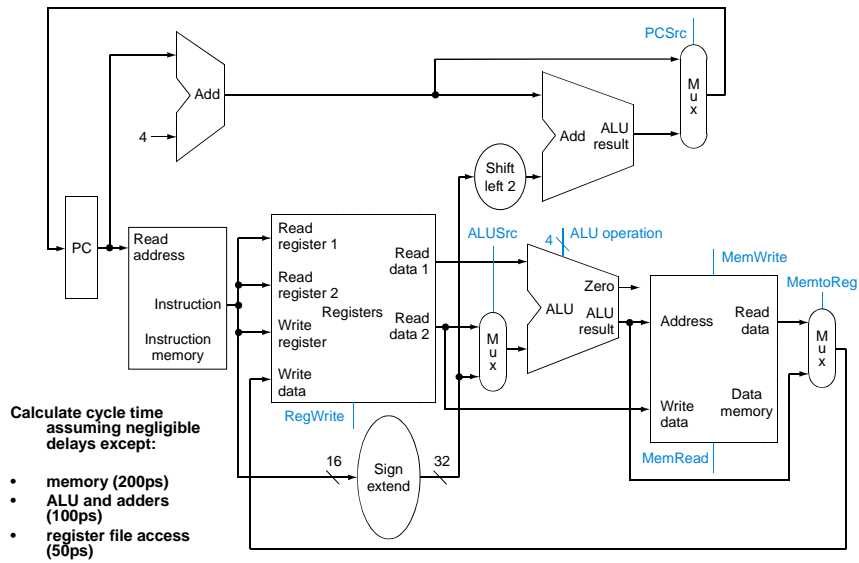 PCSrc
M
u
x
Add
4
Add
ALU
result
Shift
left 2
PC
Read
address
Instruction
Instruction
memory
Read
register 1
Read
register 2
Write
register
Write
data
Registers
Read
data 1
Read
data 2
RegWrite
ALUSrc
M
u
x
4
ALU operation
Zero
ALU
ALU
result
MemWrite
Address
Read
data
Write
data
Data
memory
MemRead
MemtoReg
M
u
x
16
Sign
extend
32
Calculate cycle time
assuming negligible
delays except:
• memory (200ps)
• ALU and adders
(100ps)
• register file access
(50ps)